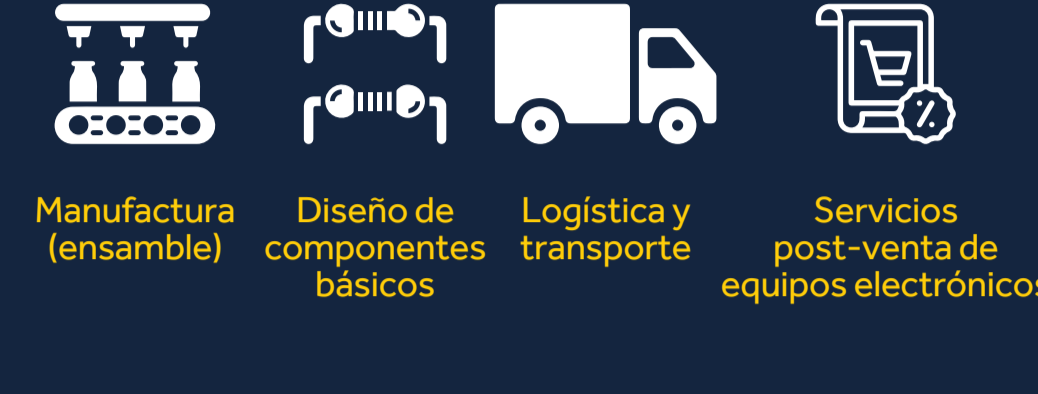 Manufactura
(ensamble)
Diseño de
componentes
básicos
Logística y
transporte
Servicios
post-venta de
equipos electrónicos